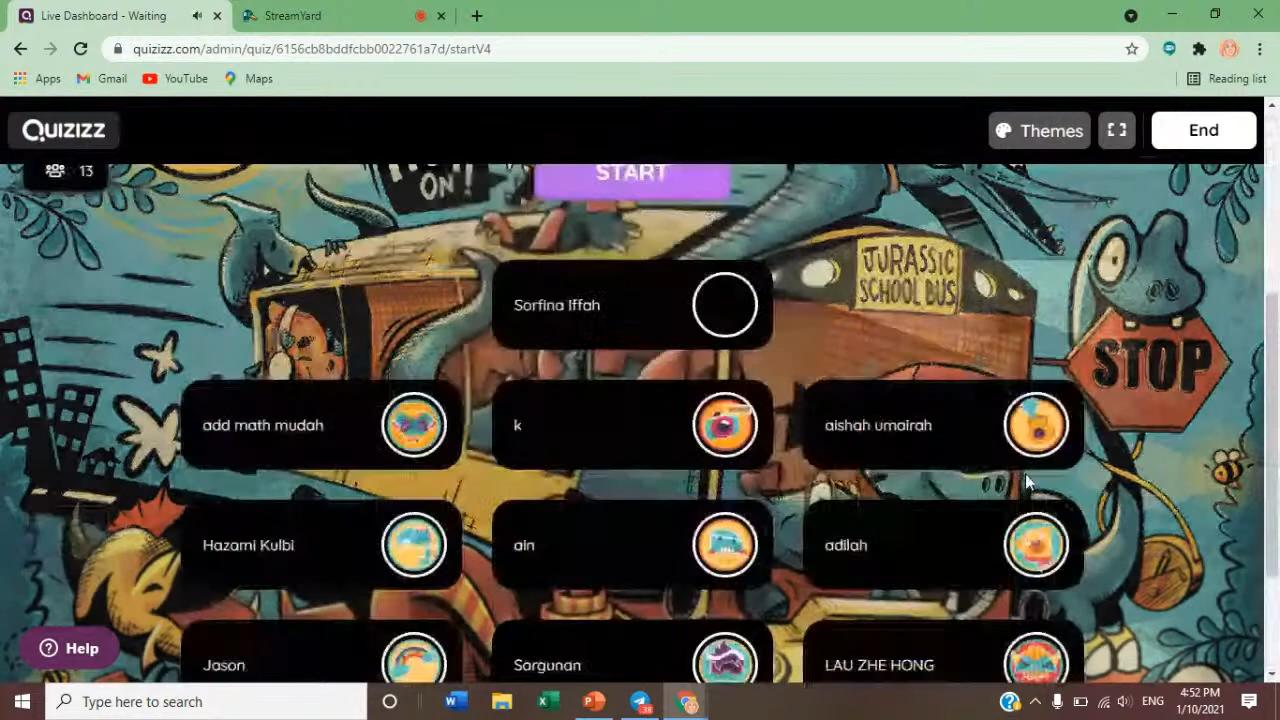 Live Dashboard - Waiting
StreamYard
quizizz.com/admin/quiz/6156cb8bddfcbb0022761a7d/startV4
Apps
Gmail
YouTube
Maps
Reading list
Quizizz
Themes
End
13
ON!
START
JURASSIC
SCHOOL BUS
STOP
Sorfina Iffah
add math mudah
k
aishah umairah
Hazami Kulbi
ain
adilah
Jason
Sargunan
LAU ZHE HONG
Help
Type here to search
ENG
4:52 PM
1/10/2021